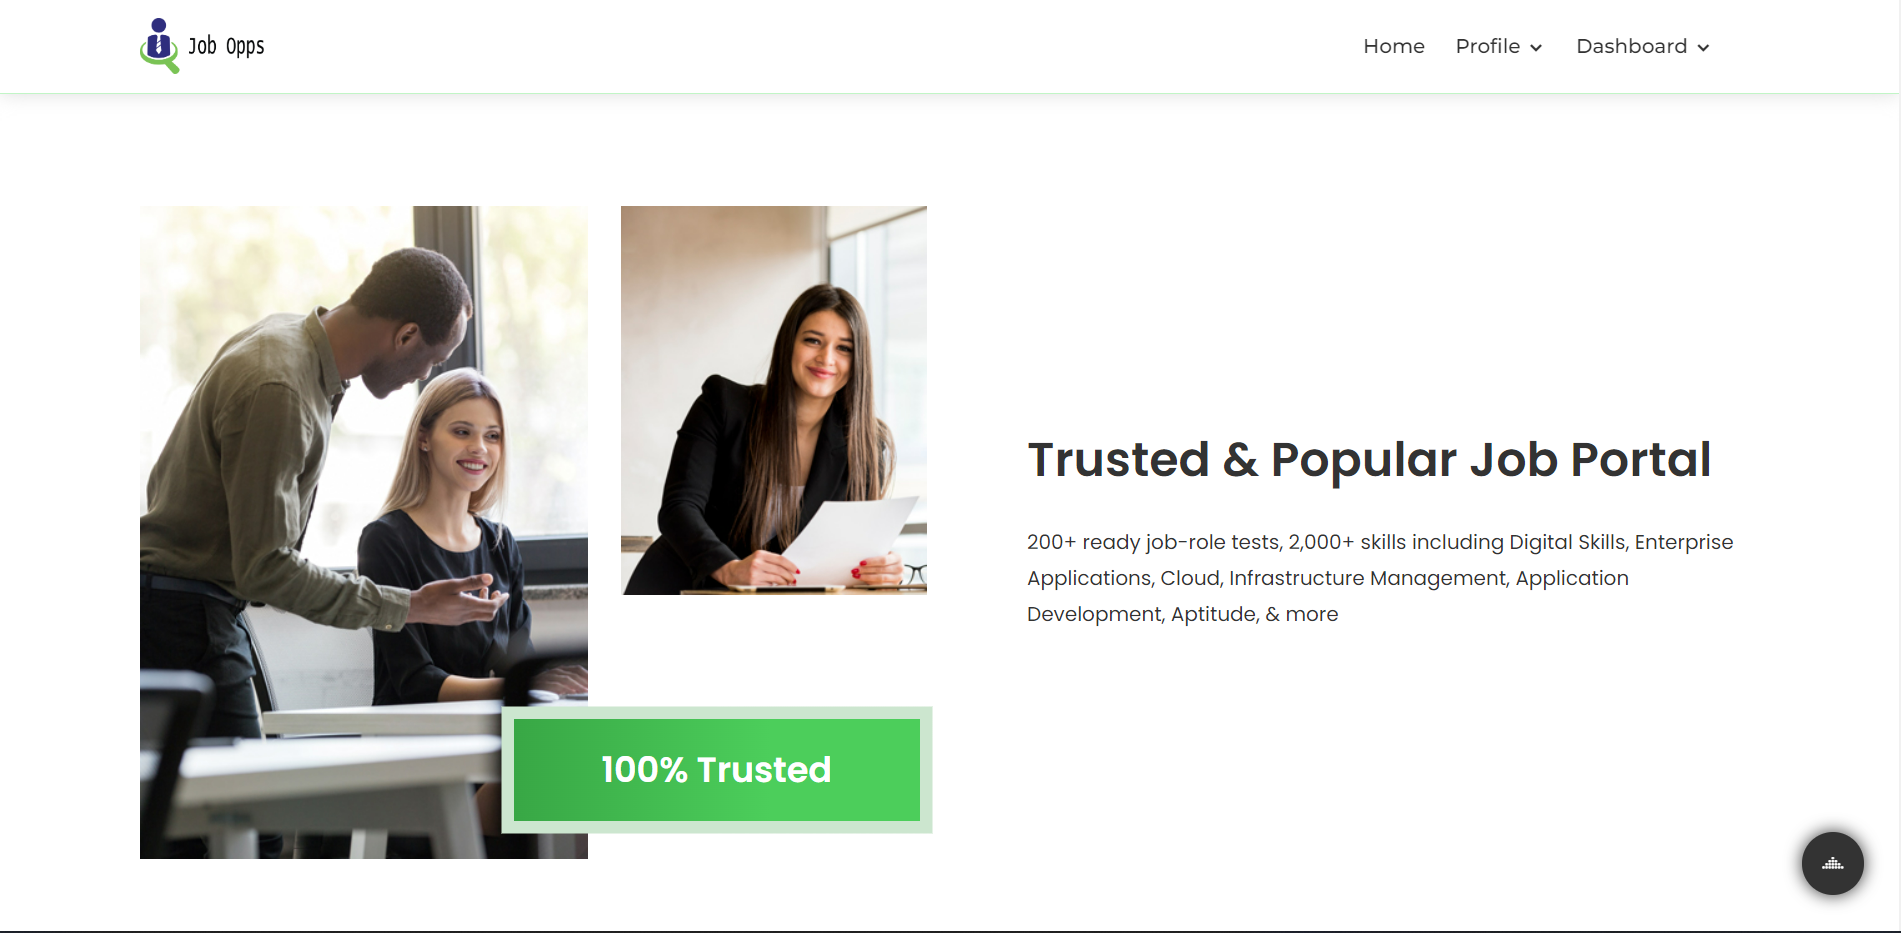 Job Opps
Home
Profile
Dashboard
Trusted & Popular Job Portal
200+ ready job-role tests, 2,000+ skills including Digital Skills, Enterprise
Applications, Cloud, Infrastructure Management, Application
Development, Aptitude, & more
100% Trusted